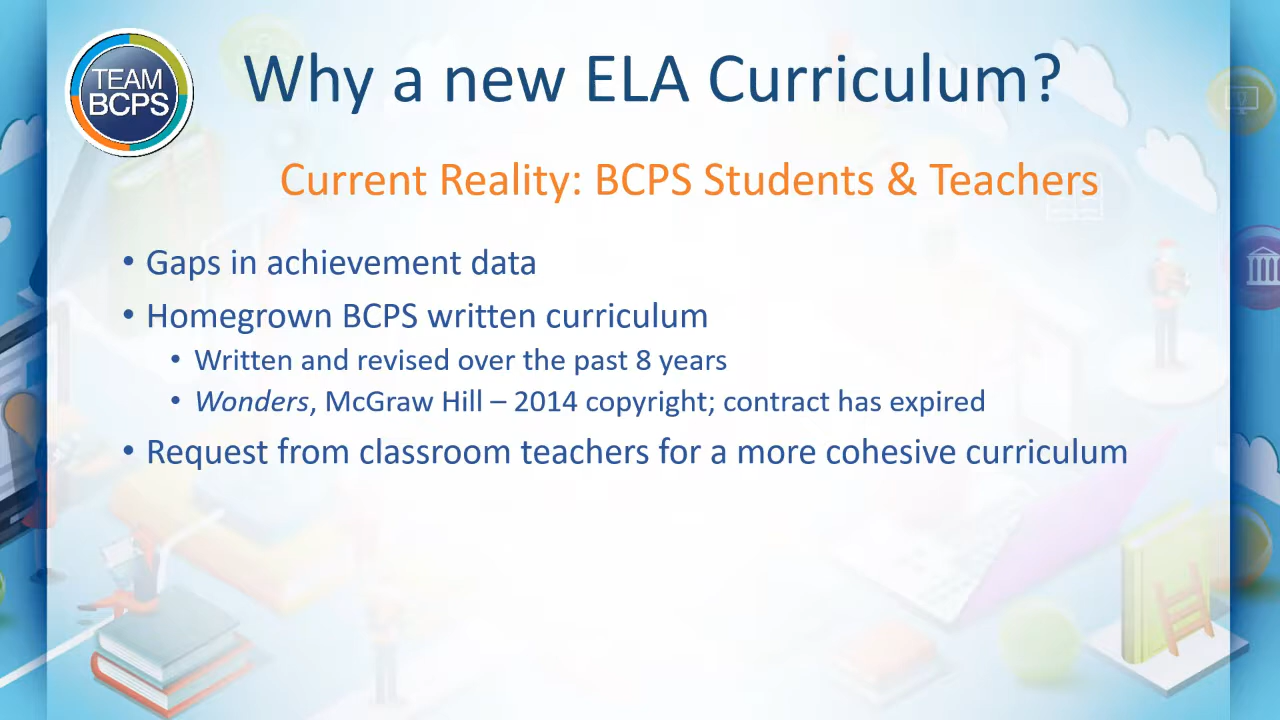 TEAM
BCPS
Why a new ELA Curriculum?
Current Reality: BCPS Students & Teachers
• Gaps in achievement data
• Homegrown BCPS written curriculum
• Written and revised over the past 8 years
• Wonders, McGraw Hill – 2014 copyright; contract has expired
• Request from classroom teachers for a more cohesive curriculum